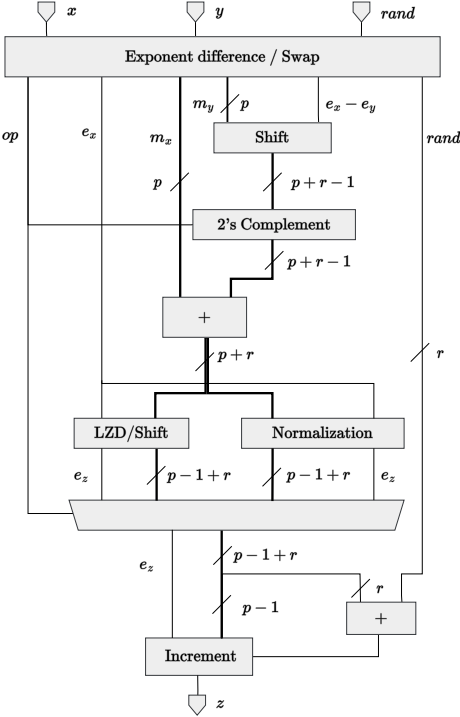 x y rand
Exponent difference / Swap
op e_x m_x m_y p e_x − e_y rand
Shift
p p + r − 1
2's Complement
p + r − 1
+
p + r r
LZD/Shift Normalization
e_z p − 1 + r p − 1 + r e_z
p − 1 + r
e_z
r
p − 1
+
Increment
z